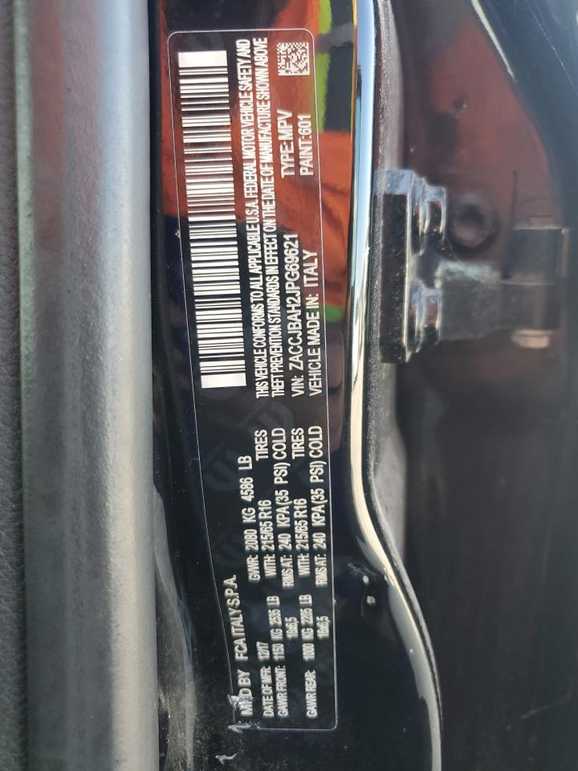 MFD BY FCA ITALY S.P.A.
DATE OF MFR: 12/17 GVWR: 2080 KG 4586 LB
GAWR FRONT: 1150 KG 2535 LB WITH: 215/65 R16 TIRES
16x6,5 RIMS AT: 240 KPA(35 PSI) COLD
GAWR REAR: 1000 KG 2205 LB WITH: 215/65 R16 TIRES
16x6,5 RIMS AT: 240 KPA(35 PSI) COLD
THIS VEHICLE CONFORMS TO ALL APPLICABLE U.S.A. FEDERAL MOTOR VEHICLE SAFETY AND
THEFT PREVENTION STANDARDS IN EFFECT ON THE DATE OF MANUFACTURE SHOWN ABOVE
VIN: ZACCJBAH2JPG69621 TYPE:MPV
VEHICLE MADE IN: ITALY PAINT:601